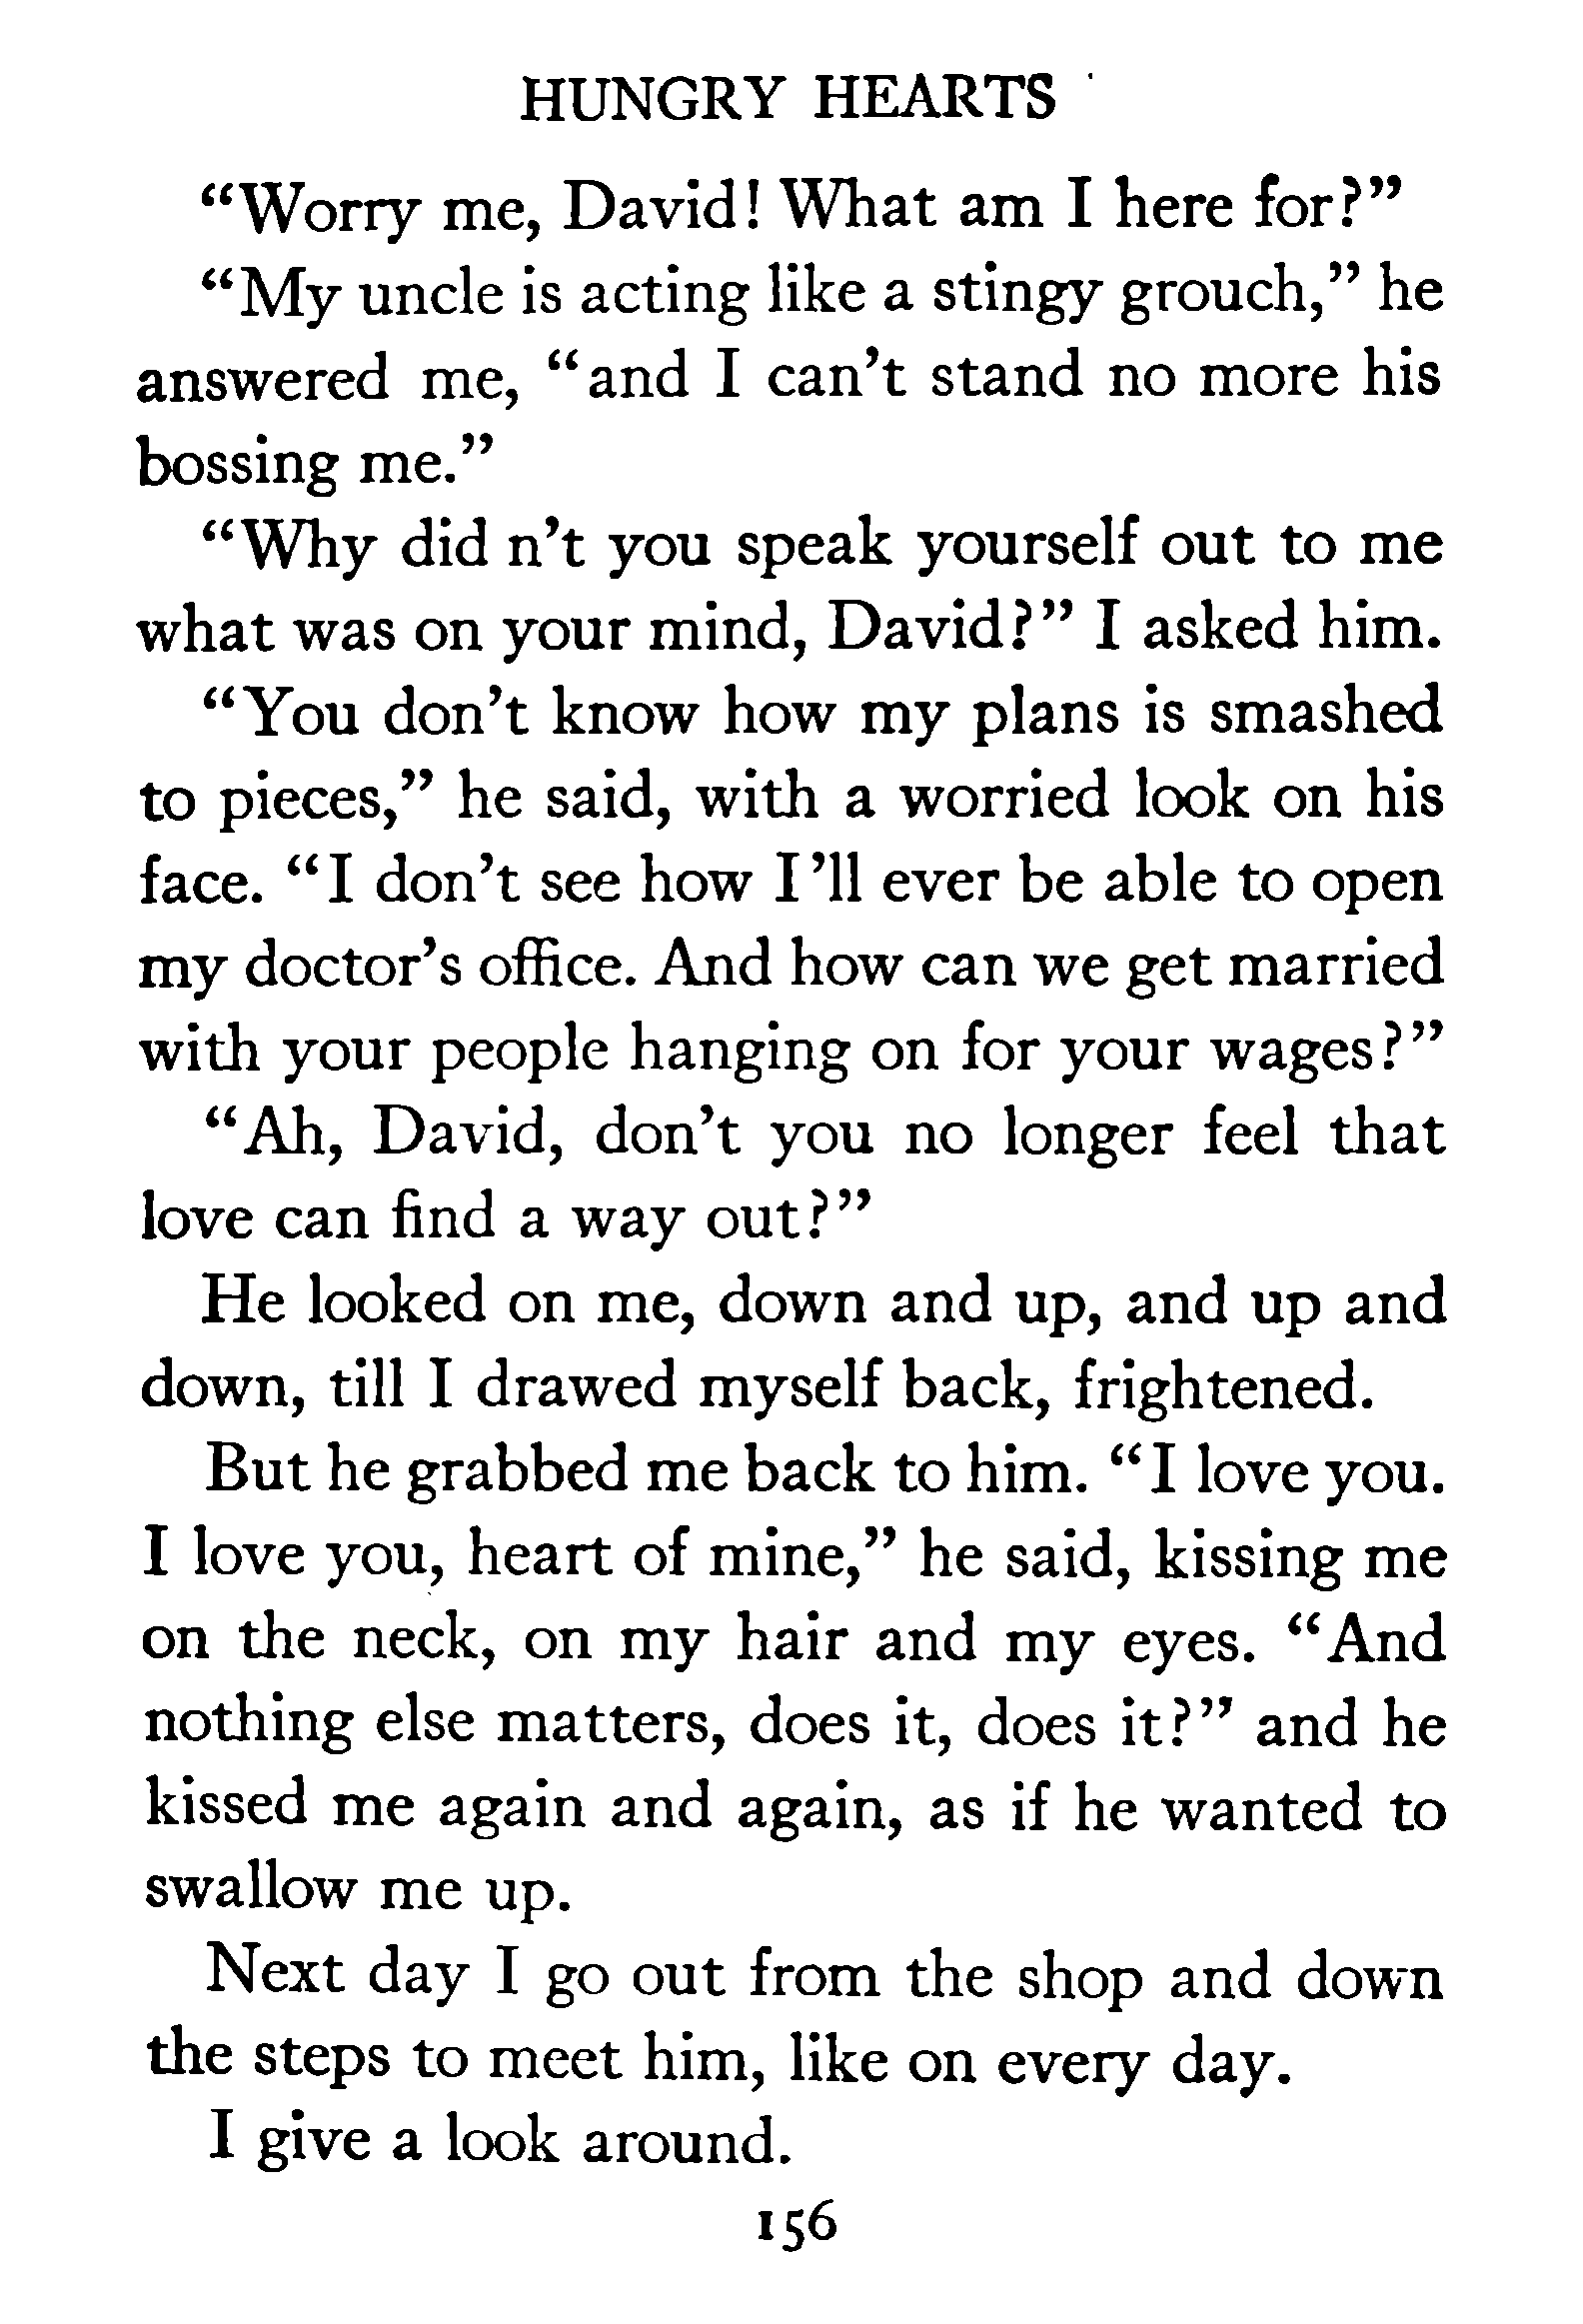 HUNGRY HEARTS
“Worry me, David! What am I here for?”
“My uncle is acting like a stingy grouch,” he
answered me, “and I can’t stand no more his
bossing me.”
“Why did n’t you speak yourself out to me
what was on your mind, David?” I asked him.
“You don’t know how my plans is smashed
to pieces,” he said, with a worried look on his
face. “I don’t see how I ’ll ever be able to open
my doctor’s office. And how can we get married
with your people hanging on for your wages?”
“Ah, David, don’t you no longer feel that
love can find a way out?”
He looked on me, down and up, and up and
down, till I drawed myself back, frightened.
But he grabbed me back to him. “I love you.
I love you, heart of mine,” he said, kissing me
on the neck, on my hair and my eyes. “And
nothing else matters, does it, does it?” and he
kissed me again and again, as if he wanted to
swallow me up.
Next day I go out from the shop and down
the steps to meet him, like on every day.
I give a look around.
156